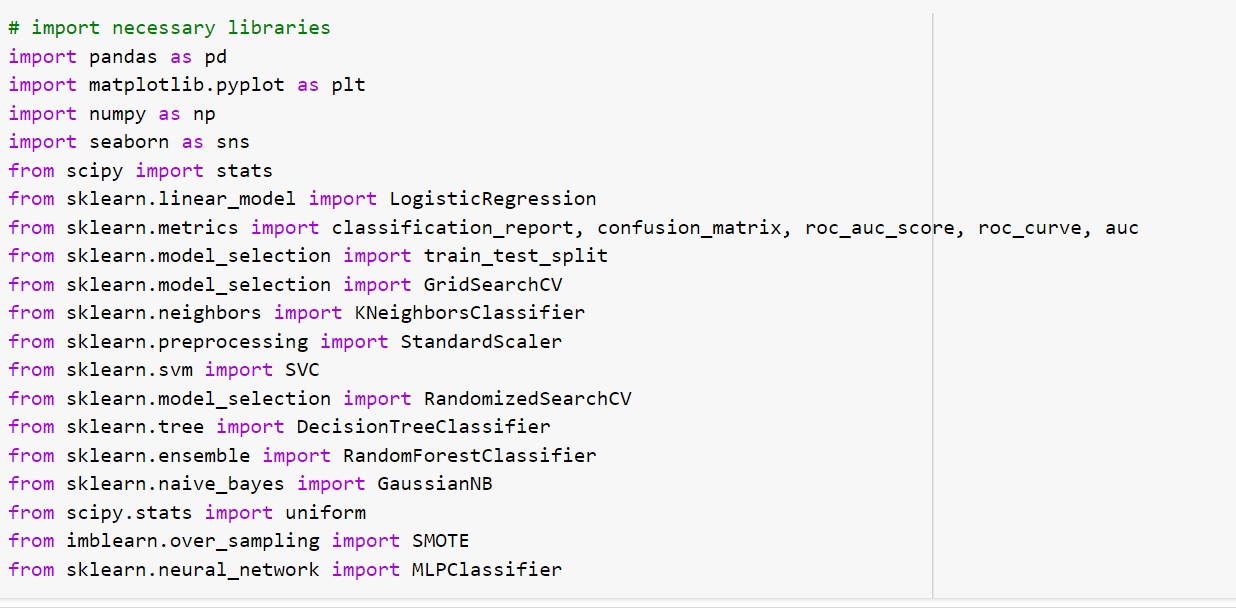 # import necessary libraries
import pandas as pd
import matplotlib.pyplot as plt
import numpy as np
import seaborn as sns
from scipy import stats
from sklearn.linear_model import LogisticRegression
from sklearn.metrics import classification_report, confusion_matrix, roc_auc_score, roc_curve, auc
from sklearn.model_selection import train_test_split
from sklearn.model_selection import GridSearchCV
from sklearn.neighbors import KNeighborsClassifier
from sklearn.preprocessing import StandardScaler
from sklearn.svm import SVC
from sklearn.model_selection import RandomizedSearchCV
from sklearn.tree import DecisionTreeClassifier
from sklearn.ensemble import RandomForestClassifier
from sklearn.naive_bayes import GaussianNB
from scipy.stats import uniform
from imblearn.over_sampling import SMOTE
from sklearn.neural_network import MLPClassifier